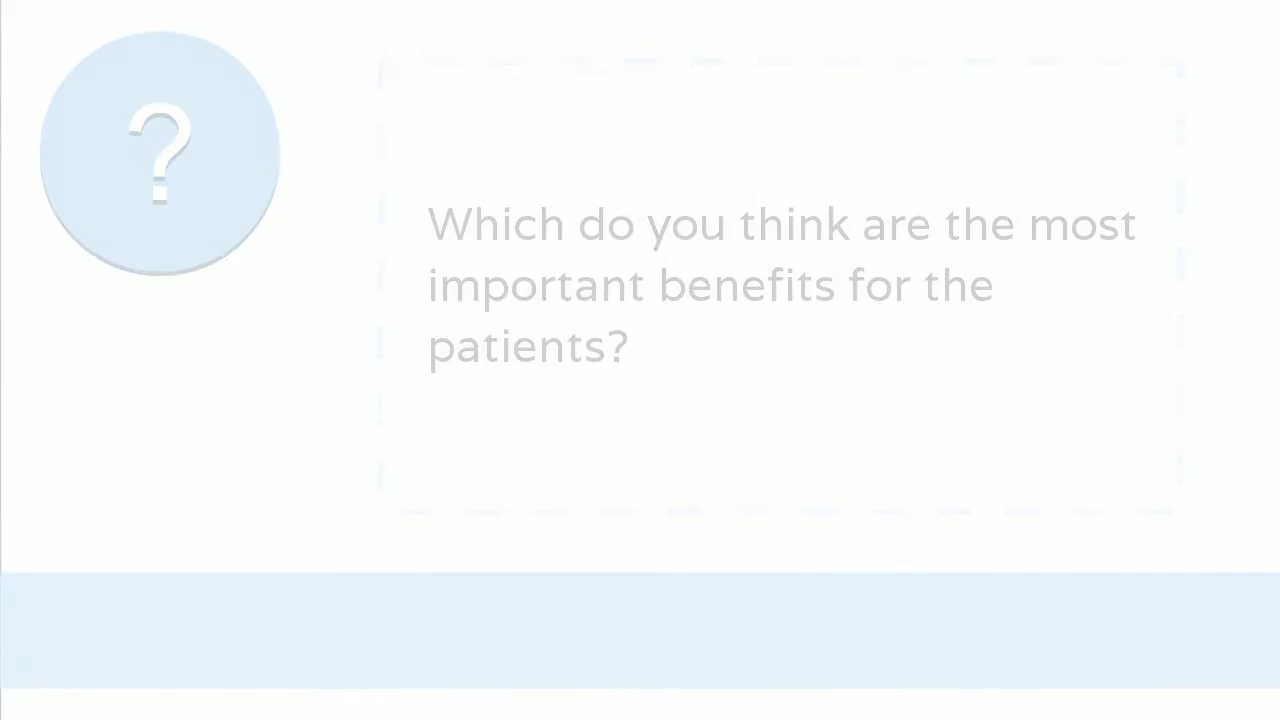 ?
Which do you think are the most
important benefits for the
patients?